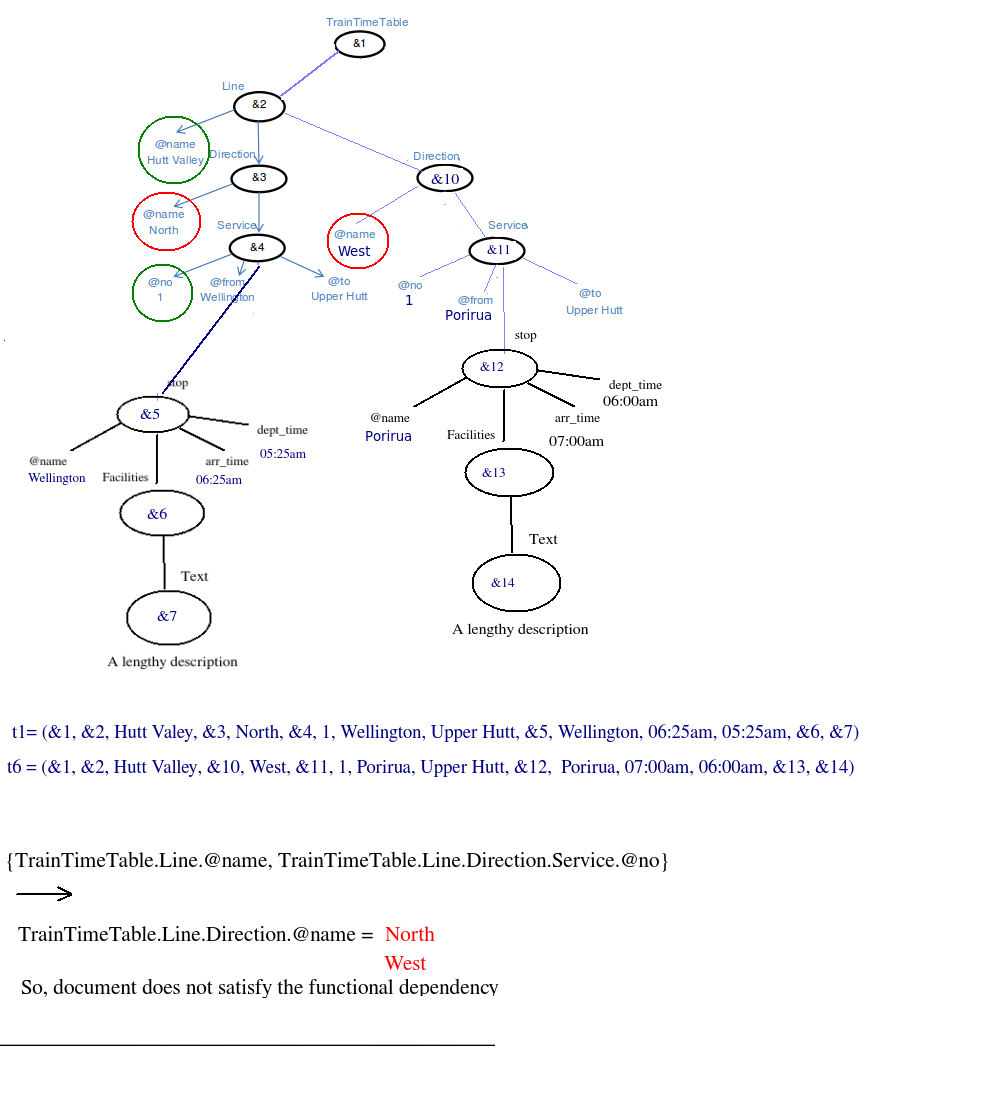 TrainTimeTable
&1
Line
&2
@name
Hutt Valley
Direction
&3
Direction
&10
@name
North
Service
&4
@name
West
Service
&11
@no
1
@from
Wellington
@to
Upper Hutt
@no
1
@from
Porirua
@to
Upper Hutt
stop
&12
dept_time
06:00am
@name
Porirua
Facilities
arr_time
07:00am
stop
&5
dept_time
05:25am
@name
Wellington
Facilities
arr_time
06:25am
&13
&6
Text
&14
Text
&7
A lengthy description
A lengthy description
t1= (&1, &2, Hutt Valey, &3, North, &4, 1, Wellington, Upper Hutt, &5, Wellington, 06:25am, 05:25am, &6, &7)
t6 = (&1, &2, Hutt Valley, &10, West, &11, 1, Porirua, Upper Hutt, &12, Porirua, 07:00am, 06:00am, &13, &14)
{TrainTimeTable.Line.@name, TrainTimeTable.Line.Direction.Service.@no}
TrainTimeTable.Line.Direction.@name = North
West
So, document does not satisfy the functional dependency